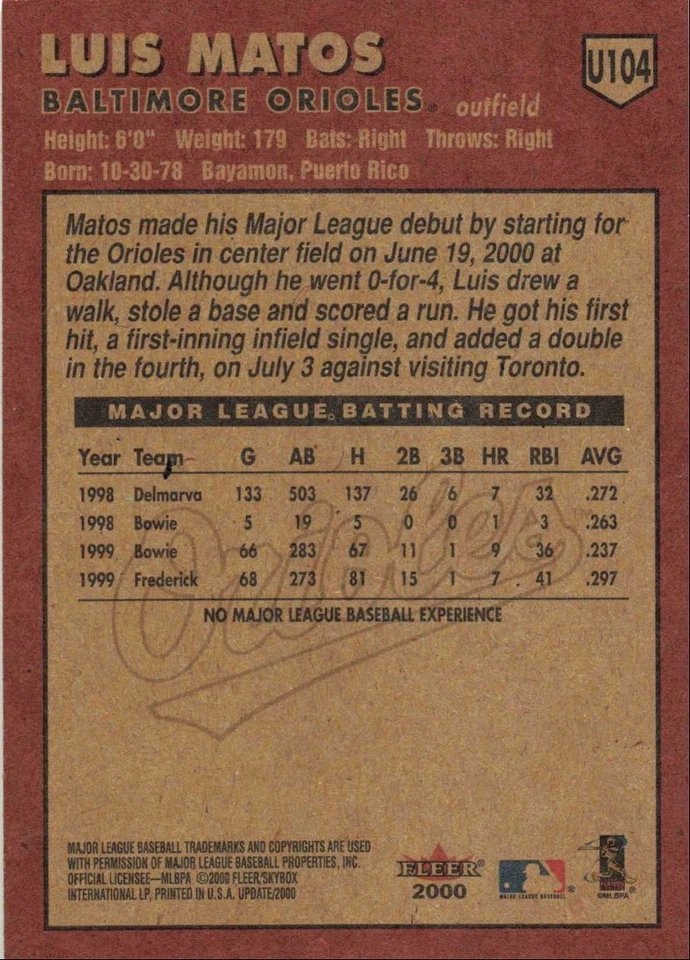 LUIS MATOS
U104
BALTIMORE ORIOLES® outfield
Height: 6'0" Weight: 179 Bats: Right Throws: Right
Born: 10-30-78 Bayamon, Puerto Rico
Matos made his Major League debut by starting for
the Orioles in center field on June 19, 2000 at
Oakland. Although he went 0-for-4, Luis drew a
walk, stole a base and scored a run. He got his first
hit, a first-inning infield single, and added a double
in the fourth, on July 3 against visiting Toronto.
MAJOR LEAGUE® BATTING RECORD
Year Team G AB H 2B 3B HR RBI AVG
1998 Delmarva 133 503 137 26 6 7 32 .272
1998 Bowie 5 19 5 0 0 1 3 .263
1999 Bowie 66 283 67 11 1 9 36 .237
1999 Frederick 68 273 81 15 1 7 41 .297
NO MAJOR LEAGUE BASEBALL EXPERIENCE
Orioles
MAJOR LEAGUE BASEBALL TRADEMARKS AND COPYRIGHTS ARE USED
WITH PERMISSION OF MAJOR LEAGUE BASEBALL PROPERTIES, INC.
OFFICIAL LICENSEE—MLBPA ©2000 FLEER/SKYBOX
INTERNATIONAL LP, PRINTED IN U.S.A. UPDATE/2000
FLEER®
2000
MAJOR LEAGUE BASEBALL®
©MLBPA